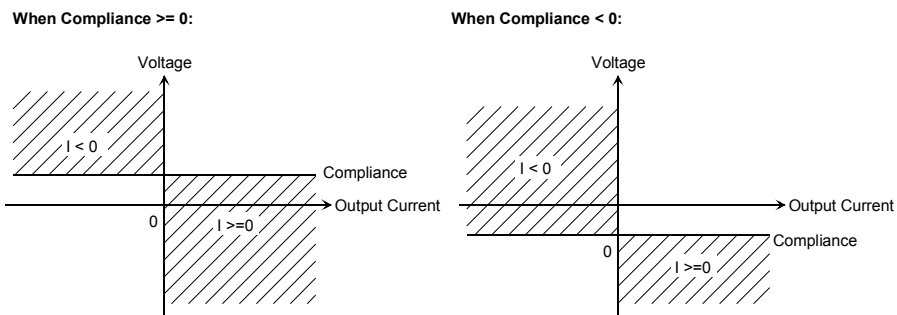 When Compliance >= 0:
Voltage
I < 0
Compliance
Output Current
0
I >=0
When Compliance < 0:
Voltage
I < 0
Output Current
Compliance
0
I >=0